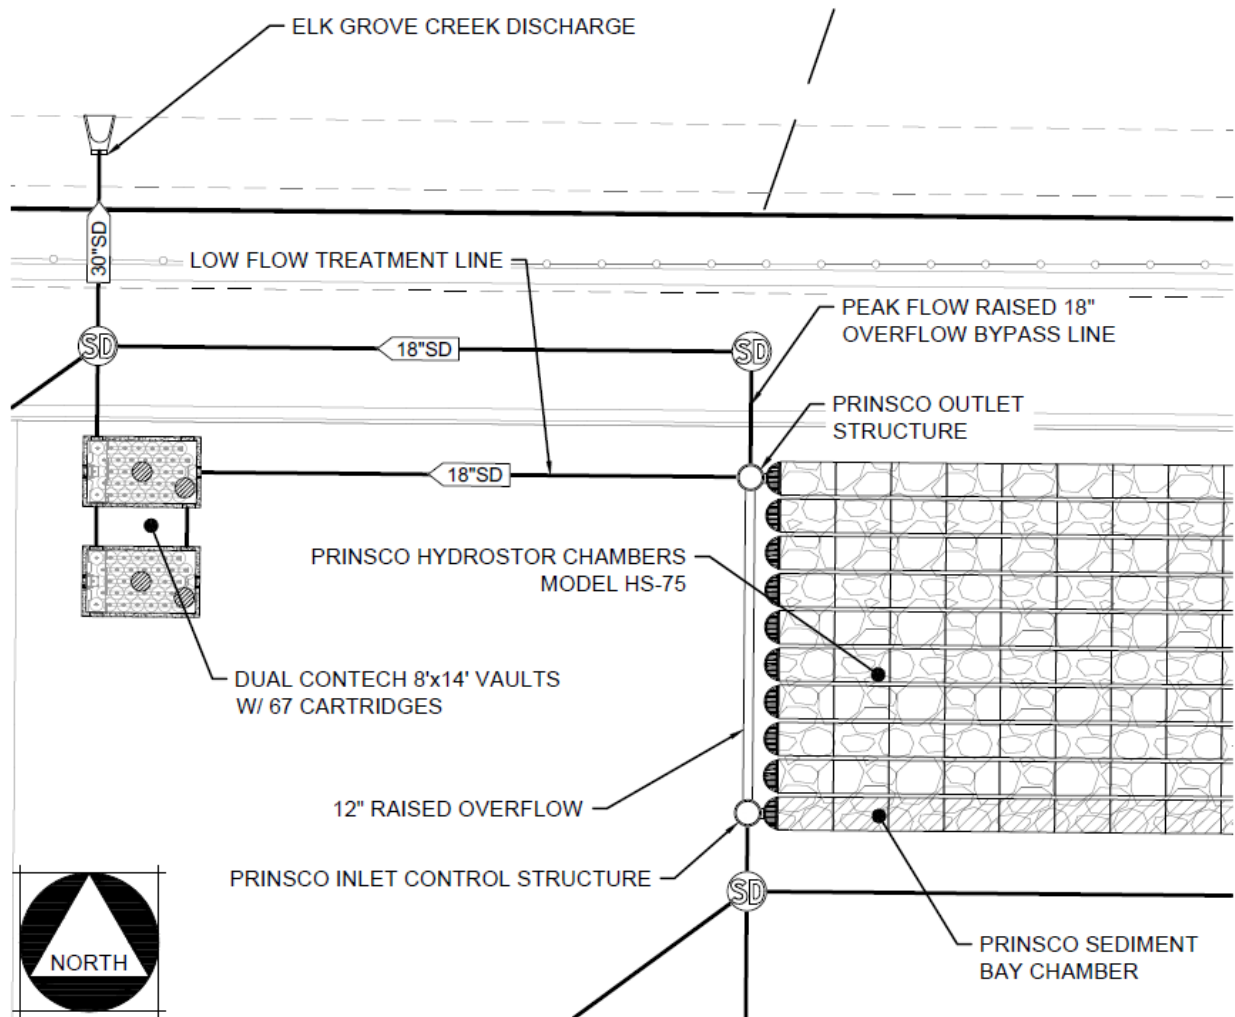 ELK GROVE CREEK DISCHARGE
30"SD
LOW FLOW TREATMENT LINE
PEAK FLOW RAISED 18"
OVERFLOW BYPASS LINE
SD
18"SD
SD
PRINSCO OUTLET
STRUCTURE
18"SD
PRINSCO HYDROSTOR CHAMBERS
MODEL HS-75
DUAL CONTECH 8'x14' VAULTS
W/ 67 CARTRIDGES
12" RAISED OVERFLOW
PRINSCO INLET CONTROL STRUCTURE
SD
PRINSCO SEDIMENT
BAY CHAMBER
NORTH